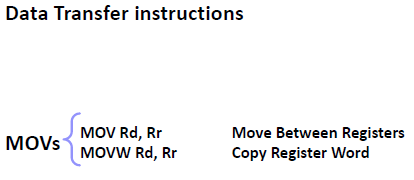 Data Transfer instructions
MOVs
MOV Rd, Rr Move Between Registers
MOVW Rd, Rr Copy Register Word